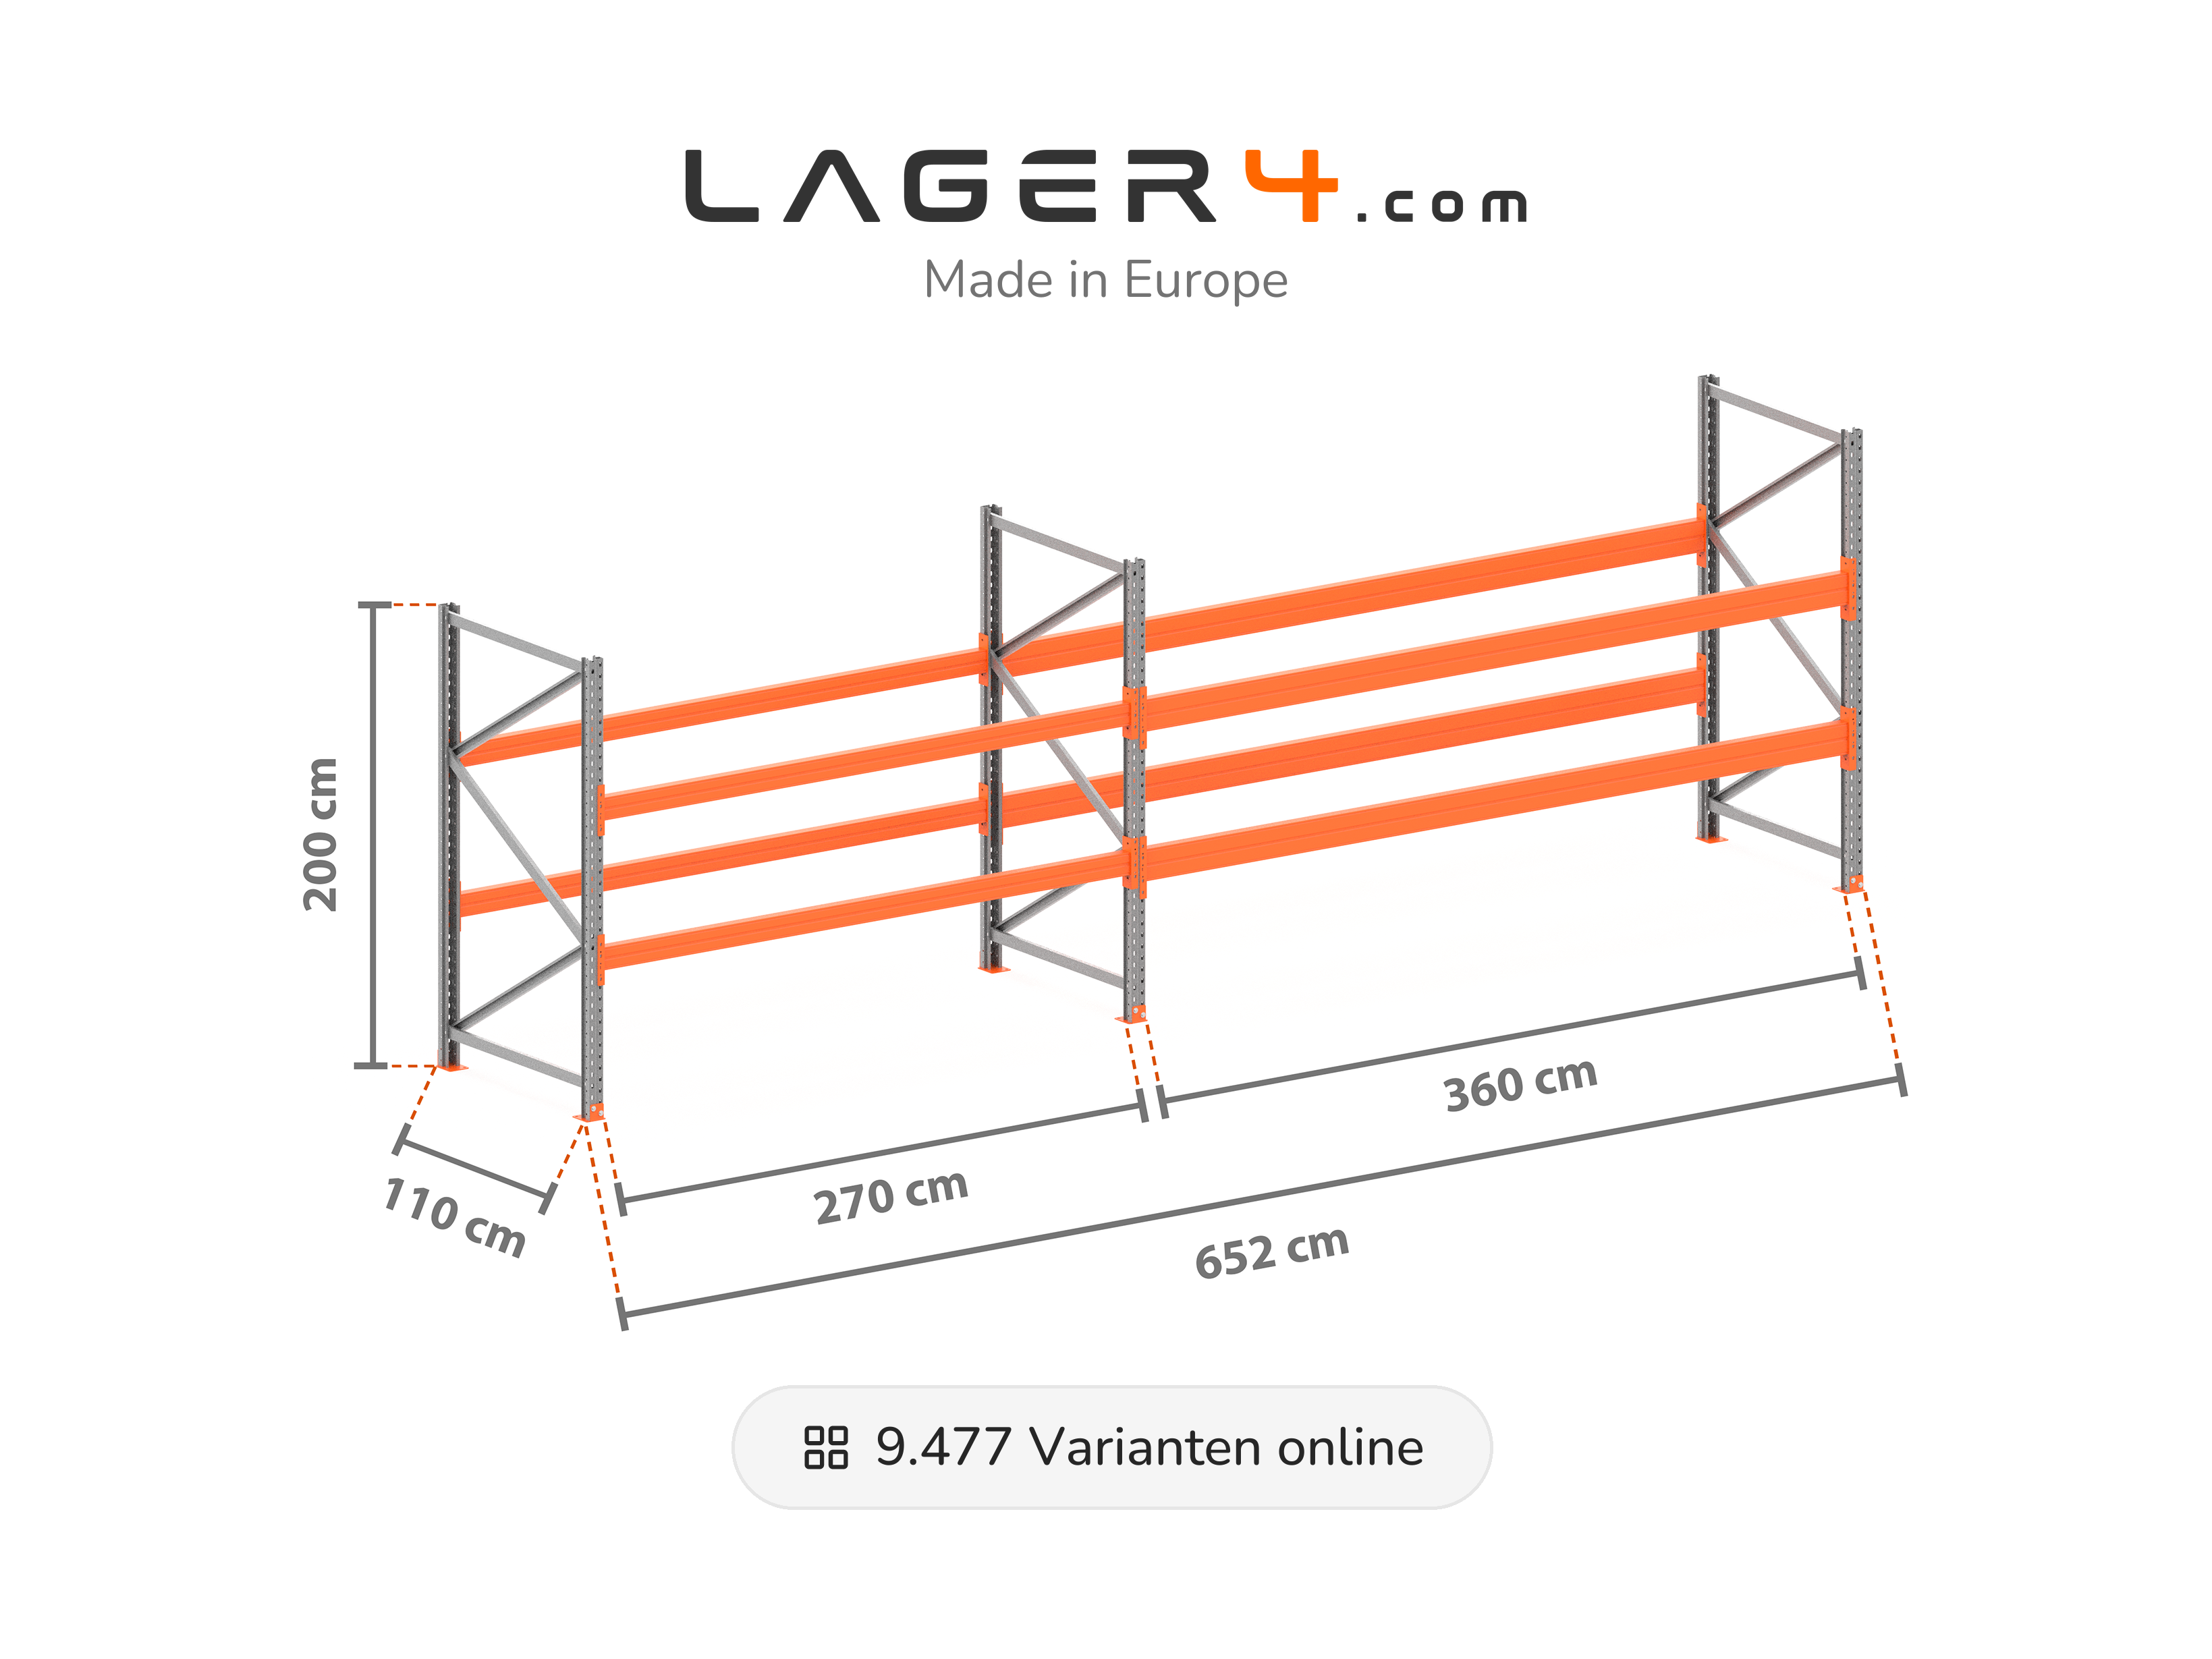 LAGER4.com
Made in Europe
200 cm
110 cm
270 cm
360 cm
652 cm
9.477 Varianten online